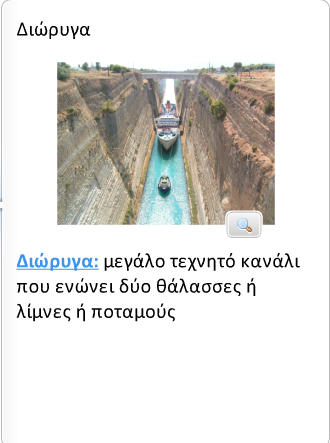 Διώρυγα
Διώρυγα: μεγάλο τεχνητό κανάλι
που ενώνει δύο θάλασσες ή
λίμνες ή ποταμούς